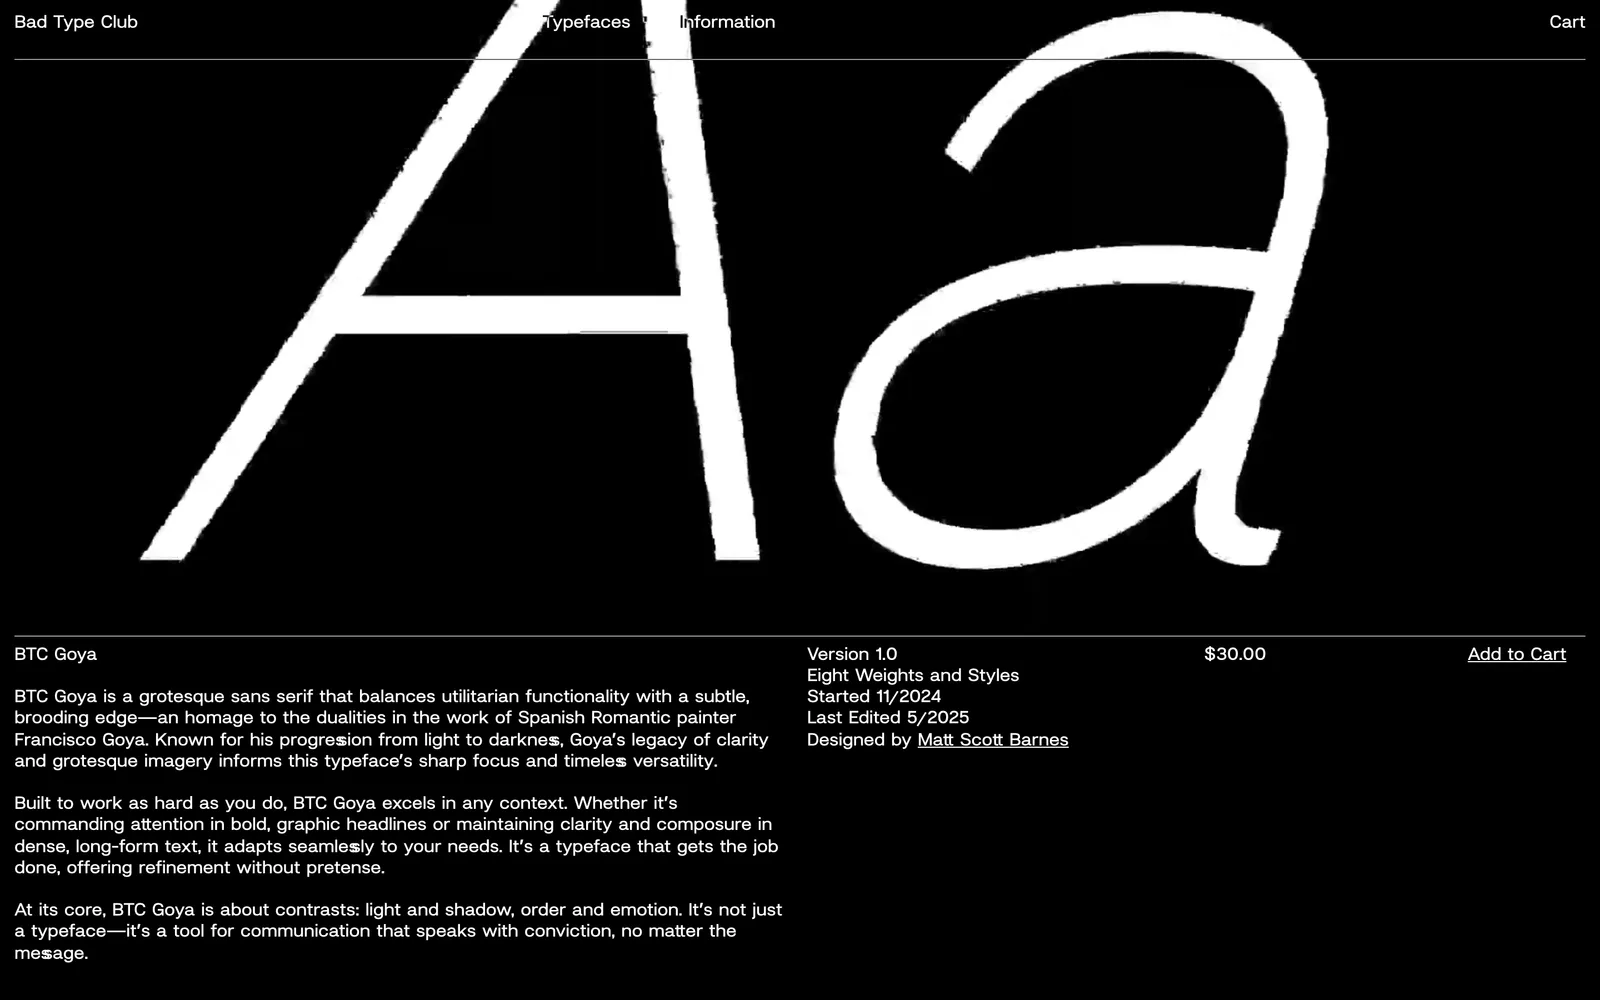 Bad Type Club
Typefaces
Information
Cart
Aa
BTC Goya
BTC Goya is a grotesque sans serif that balances utilitarian functionality with a subtle,
brooding edge—an homage to the dualities in the work of Spanish Romantic painter
Francisco Goya. Known for his progression from light to darkness, Goya's legacy of clarity
and grotesque imagery informs this typeface's sharp focus and timeless versatility.
Built to work as hard as you do, BTC Goya excels in any context. Whether it's
commanding attention in bold, graphic headlines or maintaining clarity and composure in
dense, long-form text, it adapts seamlessly to your needs. It's a typeface that gets the job
done, offering refinement without pretense.
At its core, BTC Goya is about contrasts: light and shadow, order and emotion. It's not just
a typeface—it's a tool for communication that speaks with conviction, no matter the
message.
Version 1.0
Eight Weights and Styles
Started 11/2024
Last Edited 5/2025
Designed by Matt Scott Barnes
$30.00
Add to Cart